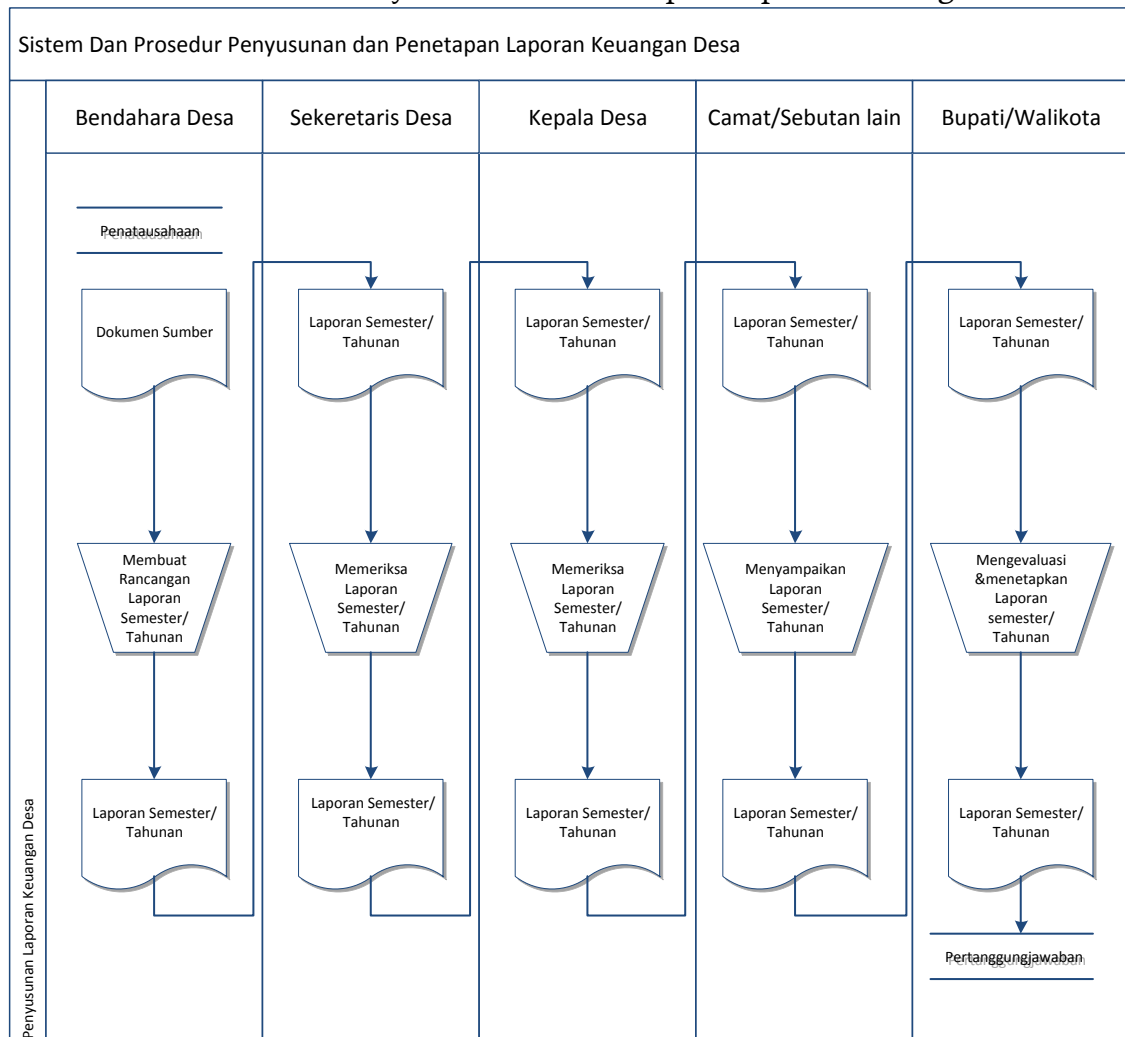 Sistem Dan Prosedur Penyusunan dan Penetapan Laporan Keuangan Desa
Bendahara Desa
Sekeretaris Desa
Kepala Desa
Camat/Sebutan lain
Bupati/Walikota
Penatausahaan
Dokumen Sumber
Laporan Semester/
Tahunan
Laporan Semester/
Tahunan
Laporan Semester/
Tahunan
Laporan Semester/
Tahunan
Membuat
Rancangan
Laporan
Semester/
Tahunan
Memeriksa
Laporan
Semester/
Tahunan
Memeriksa
Laporan
Semester/
Tahunan
Menyampaikan
Laporan
Semester/
Tahunan
Mengevaluasi
&menetapkan
Laporan
semester/
Tahunan
Laporan Semester/
Tahunan
Laporan Semester/
Tahunan
Laporan Semester/
Tahunan
Laporan Semester/
Tahunan
Laporan Semester/
Tahunan
Pertanggungjawaban
Penyusunan Laporan Keuangan Desa